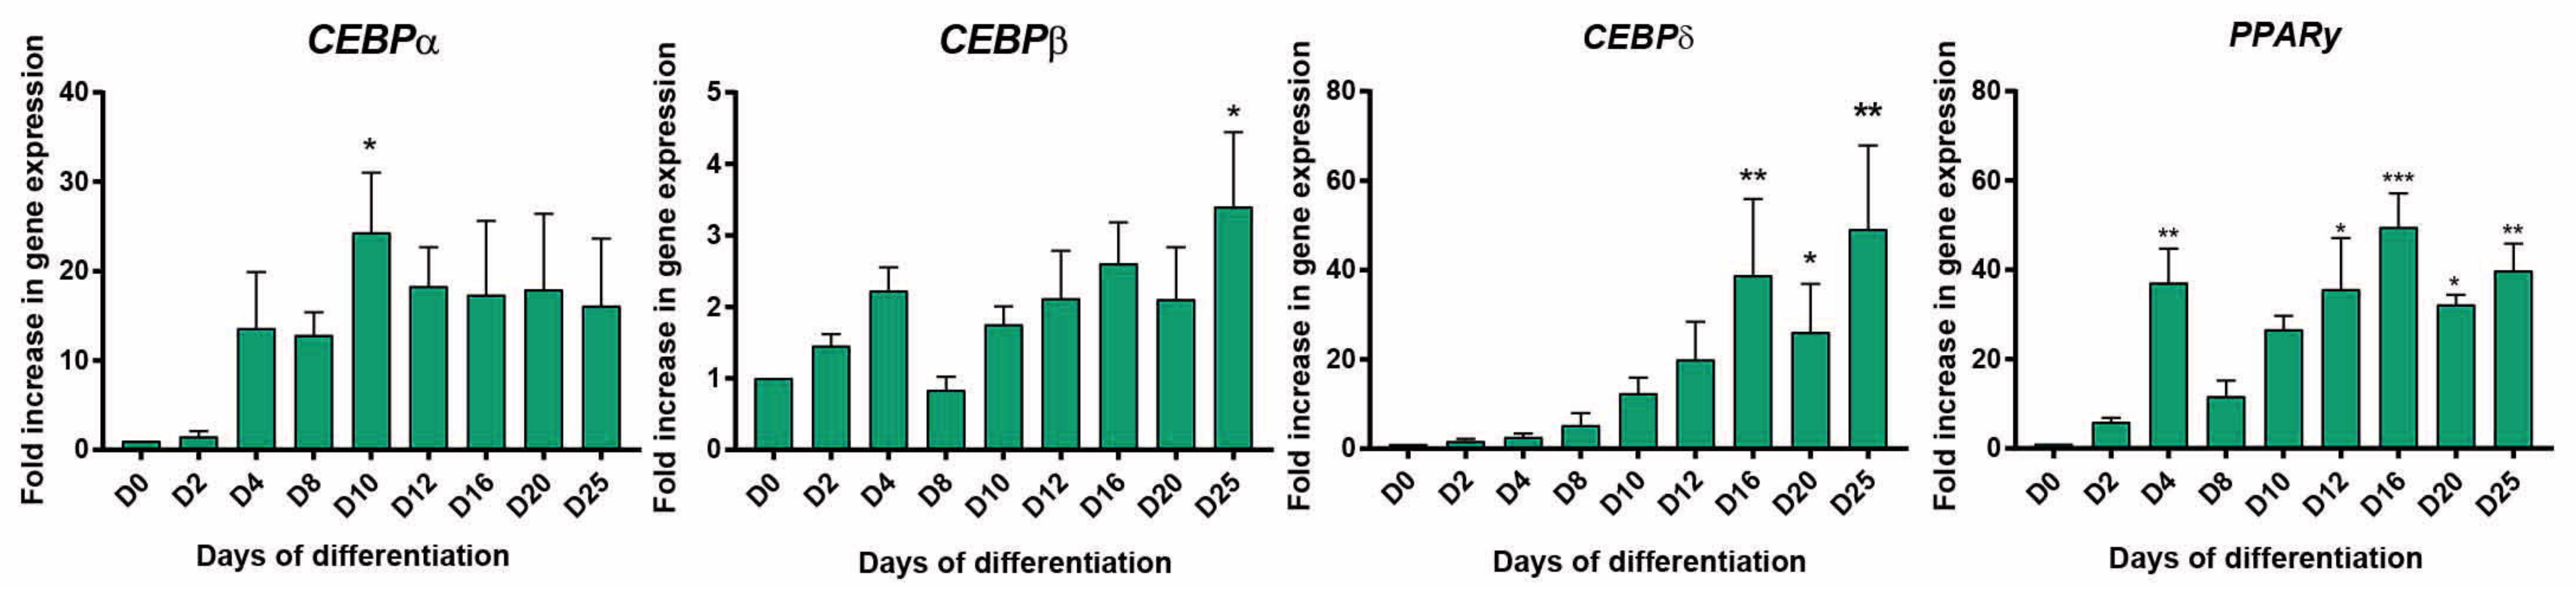 CEBPα
Fold increase in gene expression
40
30
20
10
0
*
D0 D2 D4 D8 D10 D12 D16 D20 D25
Days of differentiation
CEBPβ
Fold increase in gene expression
5
4
3
2
1
0
*
D0 D2 D4 D8 D10 D12 D16 D20 D25
Days of differentiation
CEBPδ
Fold increase in gene expression
80
60
40
20
0
** * **
D0 D2 D4 D8 D10 D12 D16 D20 D25
Days of differentiation
PPARy
Fold increase in gene expression
80
60
40
20
0
** * *** * **
D0 D2 D4 D8 D10 D12 D16 D20 D25
Days of differentiation